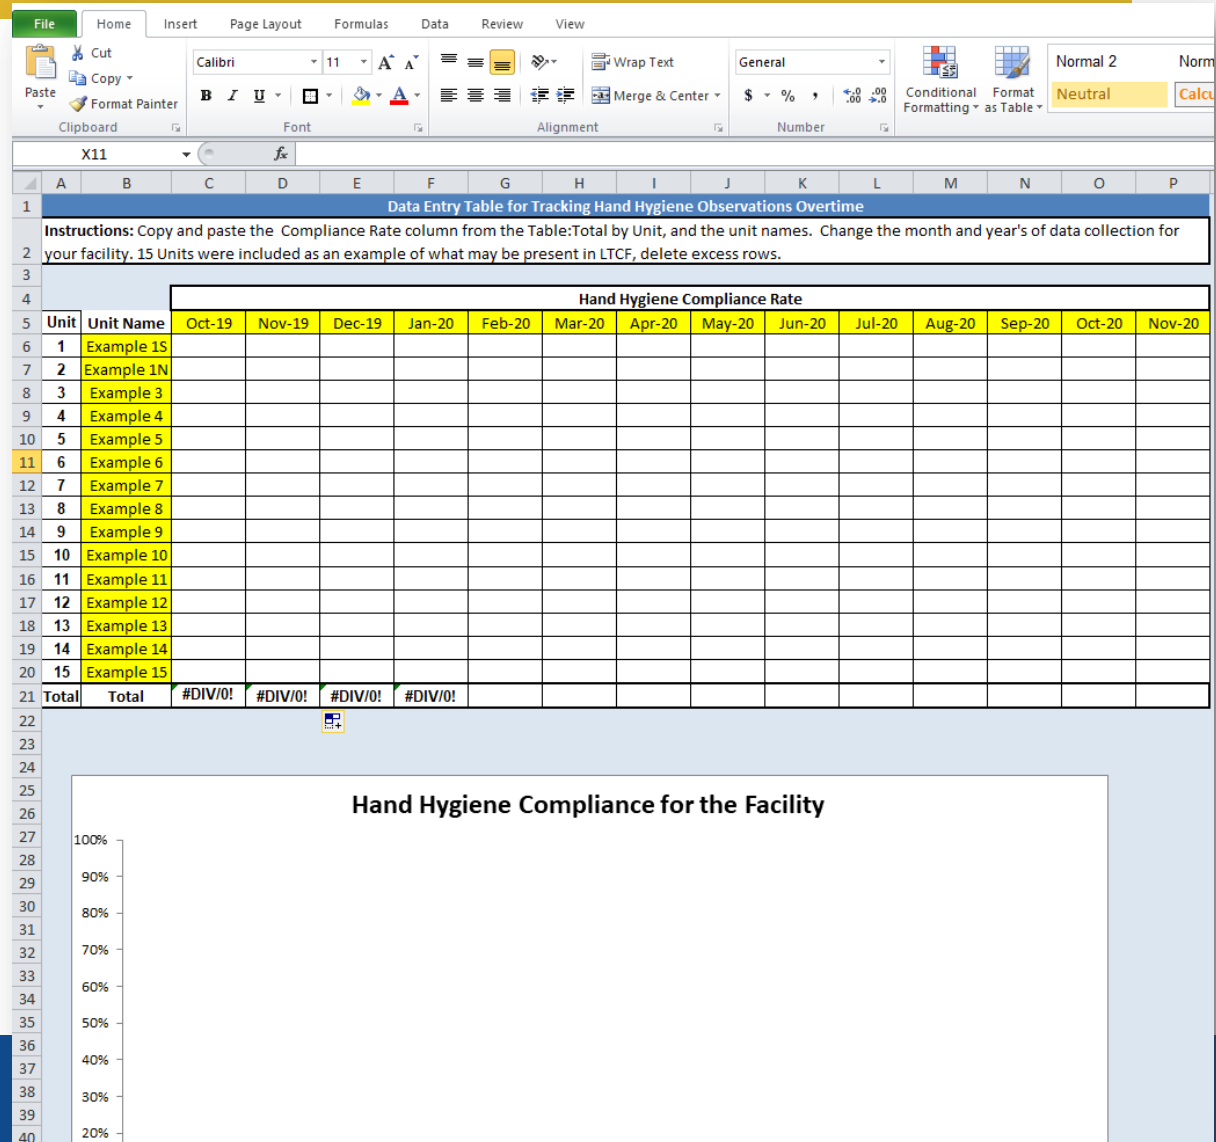 File Home Insert Page Layout Formulas Data Review View
Cut
Copy
Format Painter
Paste
Calibri 11
B I U A A A
Wrap Text
Merge & Center
General
$ % , .0 .00 .00 .0
Conditional Formatting
Format as Table
Normal 2
Neutral
Clipboard Font Alignment Number
X11 fx
A B C D E F G H I J K L M N O P
1 Data Entry Table for Tracking Hand Hygiene Observations Overtime
Instructions: Copy and paste the Compliance Rate column from the Table:Total by Unit, and the unit names. Change the month and year's of data collection for
2 your facility. 15 Units were included as an example of what may be present in LTCF, delete excess rows.
3
4 Hand Hygiene Compliance Rate
5 Unit Unit Name Oct-19 Nov-19 Dec-19 Jan-20 Feb-20 Mar-20 Apr-20 May-20 Jun-20 Jul-20 Aug-20 Sep-20 Oct-20 Nov-20
6 1 Example 1S
7 2 Example 1N
8 3 Example 3
9 4 Example 4
10 5 Example 5
11 6 Example 6
12 7 Example 7
13 8 Example 8
14 9 Example 9
15 10 Example 10
16 11 Example 11
17 12 Example 12
18 13 Example 13
19 14 Example 14
20 15 Example 15
21 Total Total #DIV/0! #DIV/0! #DIV/0! #DIV/0!
22
23
24
25
26 Hand Hygiene Compliance for the Facility
27 100%
28
29 90%
30 80%
31
32 70%
33
34 60%
35 50%
36
37 40%
38 30%
39
40 20%